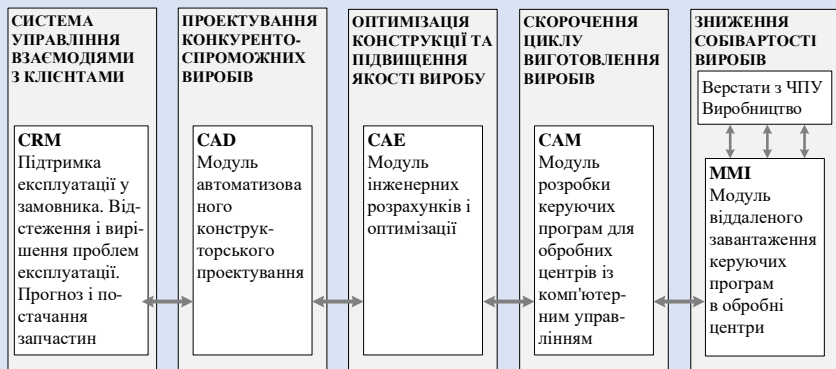 СИСТЕМА
УПРАВЛІННЯ
ВЗАЄМОДІЯМИ
З КЛІЄНТАМИ
CRM
Підтримка
експлуатації у
замовника. Від-
стеження і вирі-
шення проблем
експлуатації.
Прогноз і по-
стачання
запчастин
ПРОЕКТУВАННЯ
КОНКУРЕНТО-
СПРОМОЖНИХ
ВИРОБІВ
CAD
Модуль
автоматизова
ного
конструк-
торського
проектування
ОПТИМІЗАЦІЯ
КОНСТРУКЦІЇ ТА
ПІДВИЩЕННЯ
ЯКОСТІ ВИРОБУ
CAE
Модуль
інженерних
розрахунків і
оптимізації
СКОРОЧЕННЯ
ЦИКЛУ
ВИГОТОВЛЕННЯ
ВИРОБІВ
CAM
Модуль
розробки
керуючих
програм для
обробних
центрів із
комп'ютер-
ним управ-
лінням
ЗНИЖЕННЯ
СОБІВАРТОСТІ
ВИРОБІВ
Верстати з ЧПУ
Виробництво
MMI
Модуль
віддаленого
завантаження
керуючих
програм
в обробні
центри